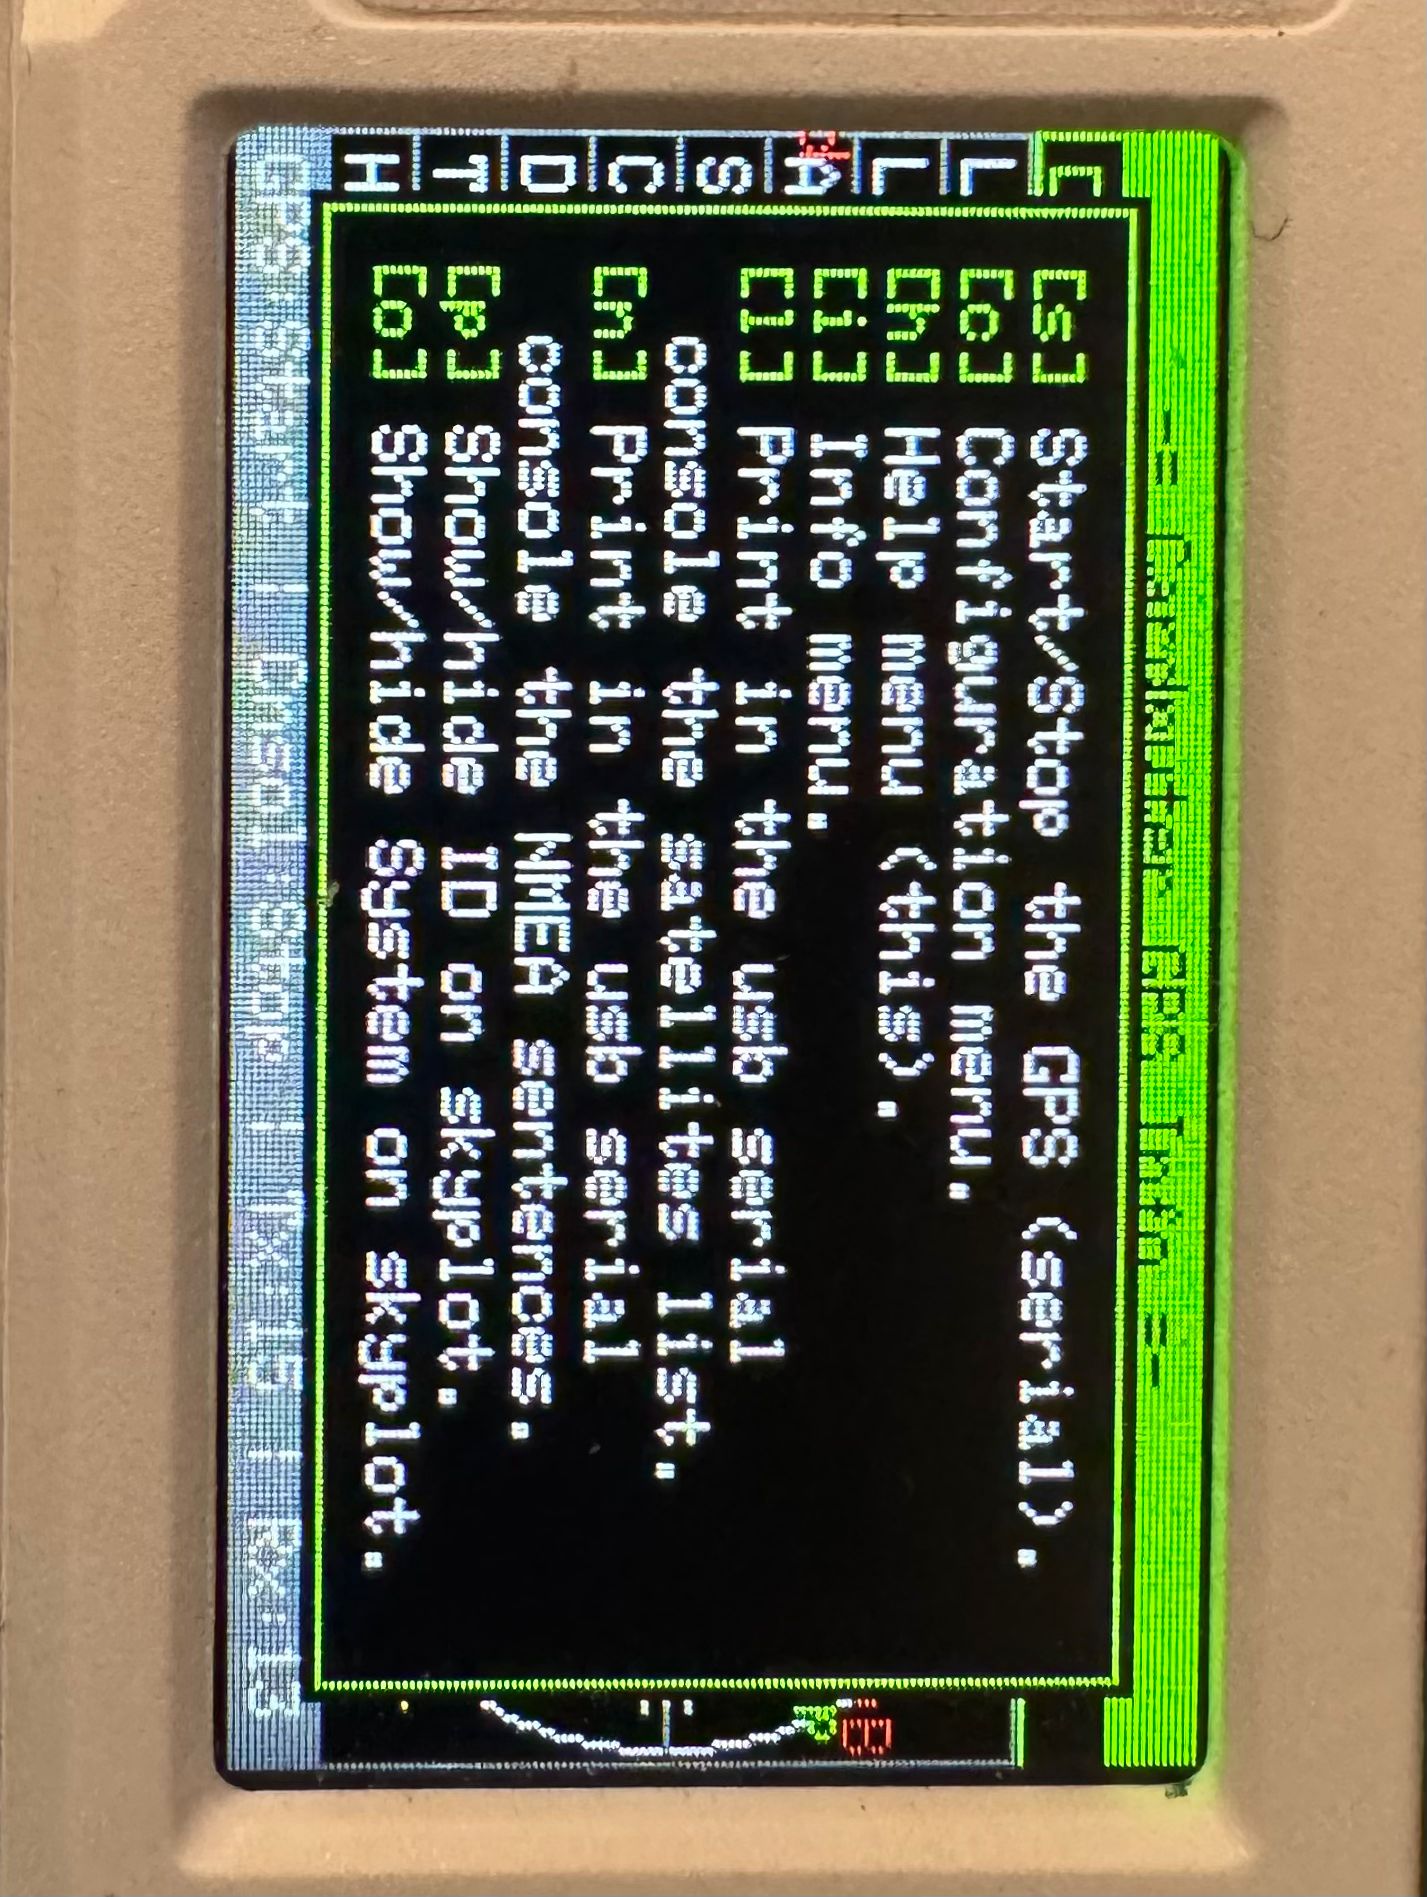 -= Cardputer GPS Info =-
[s] Start/Stop the GPS (serial).
[c] Configuration menu.
[h] Help menu (this).
[i] Info menu.
[l] Print in the usb serial
console the satellites list.
[n] Print in the usb serial
console the NMEA sentences.
[p] Show/hide ID on skyplot.
[o] Show/hide System on skyplot.
L
L
A
S
C
D
T
H